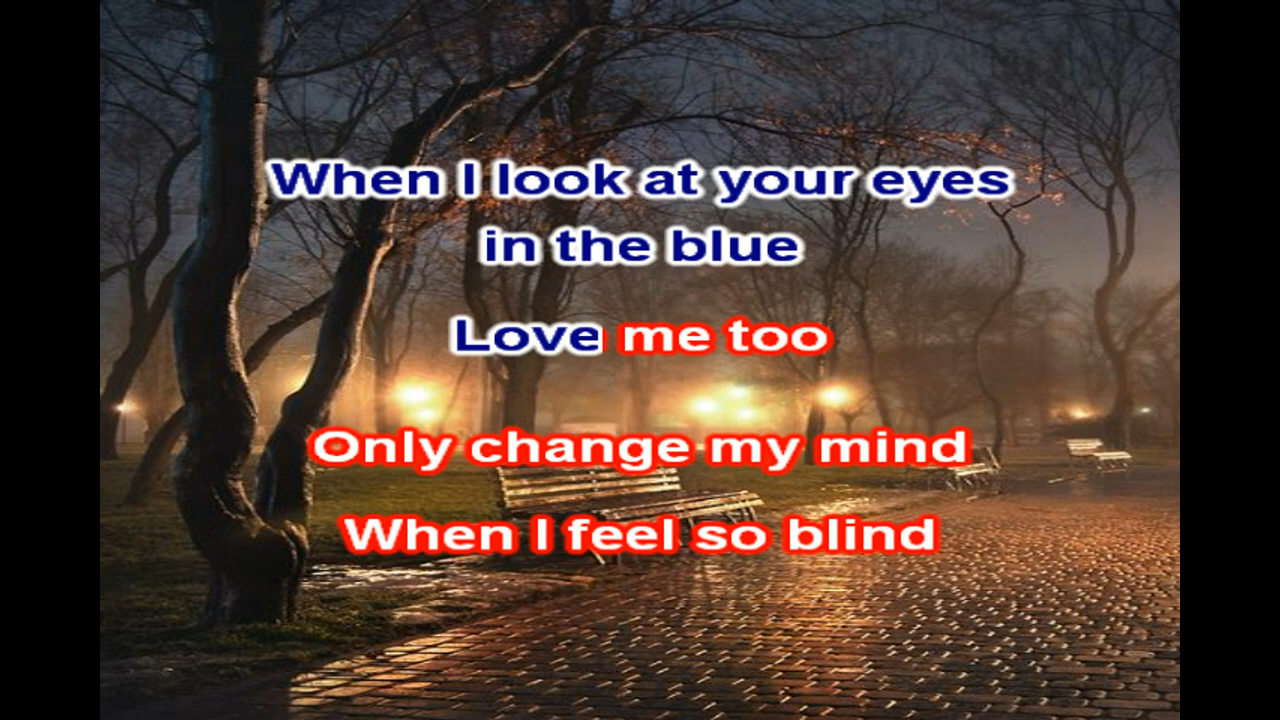 When I look at your eyes
in the blue
Love me too
Only change my mind
When I feel so blind